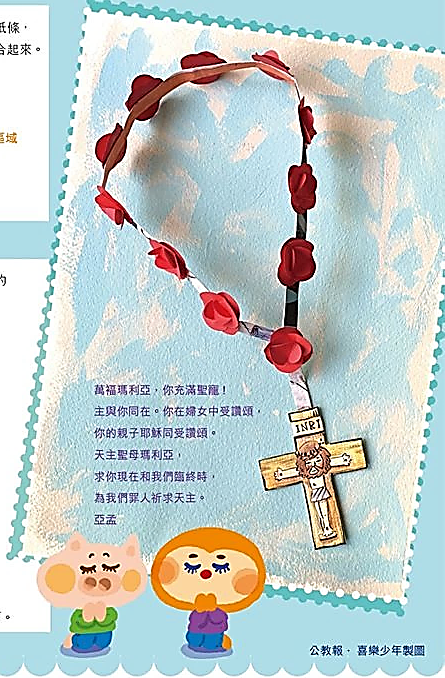 紙條，
合起來。
區域
的
萬福瑪利亞，你充滿聖寵！
主與你同在。你在婦女中受讚頌，
你的親子耶穌同受讚頌。
天主聖母瑪利亞，
求你現在和我們臨終時，
為我們罪人祈求天主。
亞孟
INRI
。
公教報 · 喜樂少年製圖